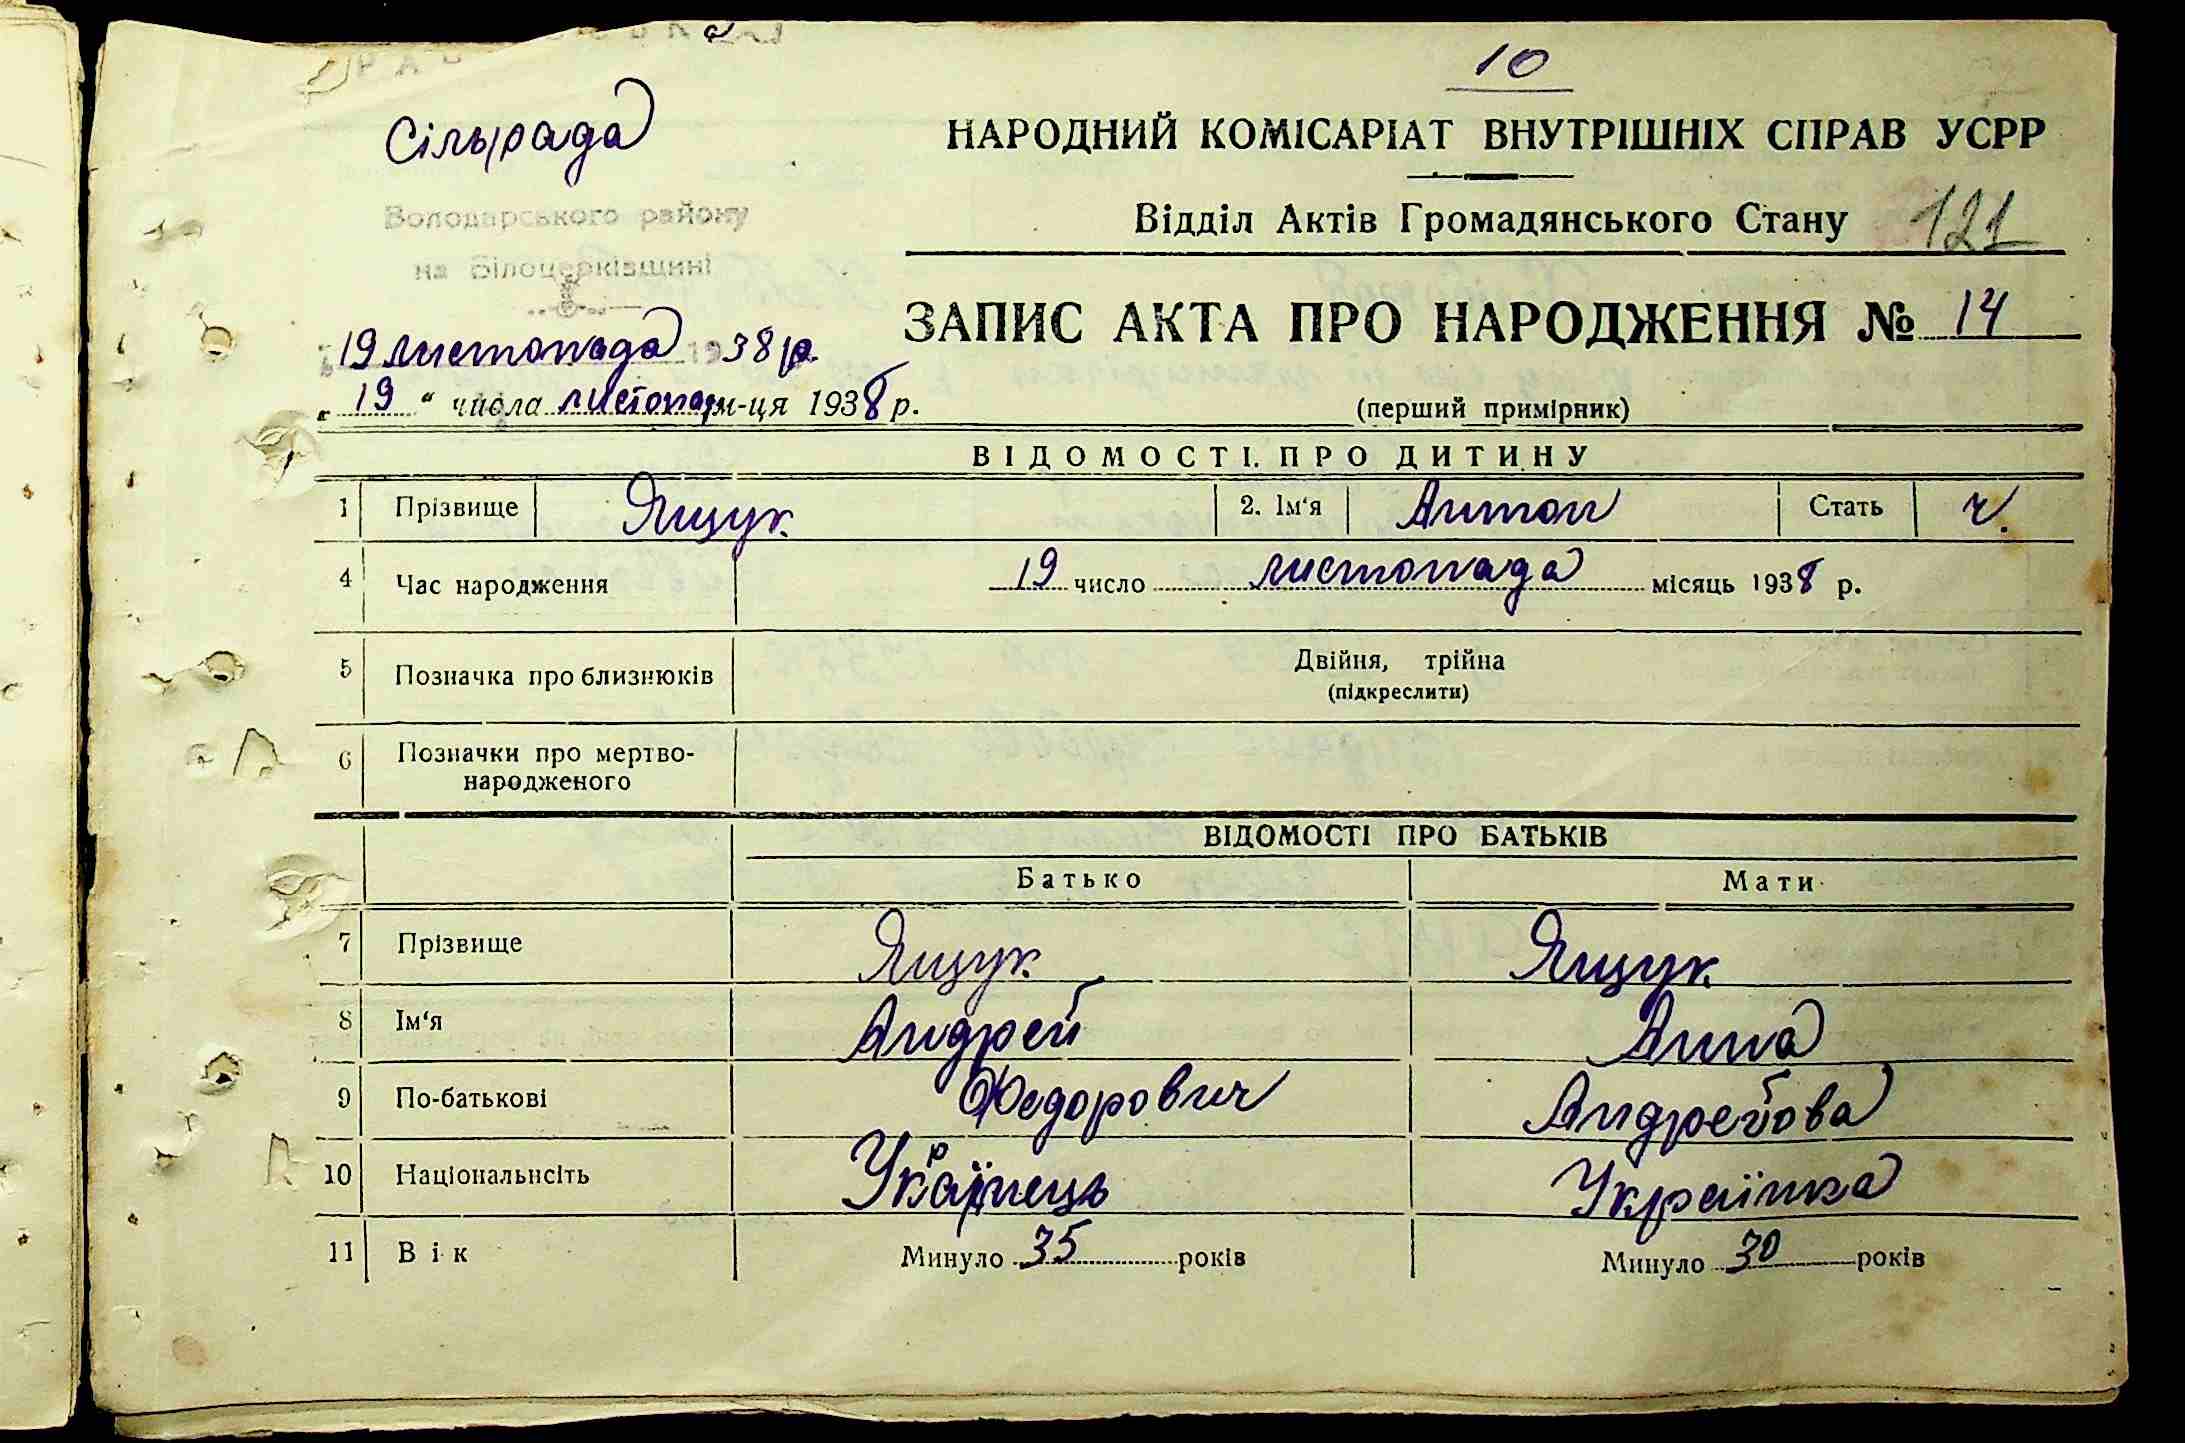 10
Сільрада
НАРОДНИЙ КОМІСАРІАТ ВНУТРІШНІХ СПРАВ УСРР
Володарського району
Відділ Актів Громадянського Стану 121
на Білоцерківщині
ЗАПИС АКТА ПРО НАРОДЖЕННЯ № 14
19 листопада 1938 р.
„ 19 " числа листопад м-ця 1938 р.
(перший примірник)
ВІДОМОСТІ ПРО ДИТИНУ
1 Прізвище Ящук 2. Ім'я Антон Стать ч.
4 Час народження 19 число листопада місяць 1938 р.
5 Позначка про близнюків Двійня, трійна
(підкреслити)
6 Позначки про мертво-
народженого
ВІДОМОСТІ ПРО БАТЬКІВ
Батько Мати
7 Прізвище Ящук Ящук
8 Ім'я Андрей Анна
9 По-батькові Федорович Андреєва
10 Національність Українець Українка
11 Вік Минуло 35 років Минуло 30 років